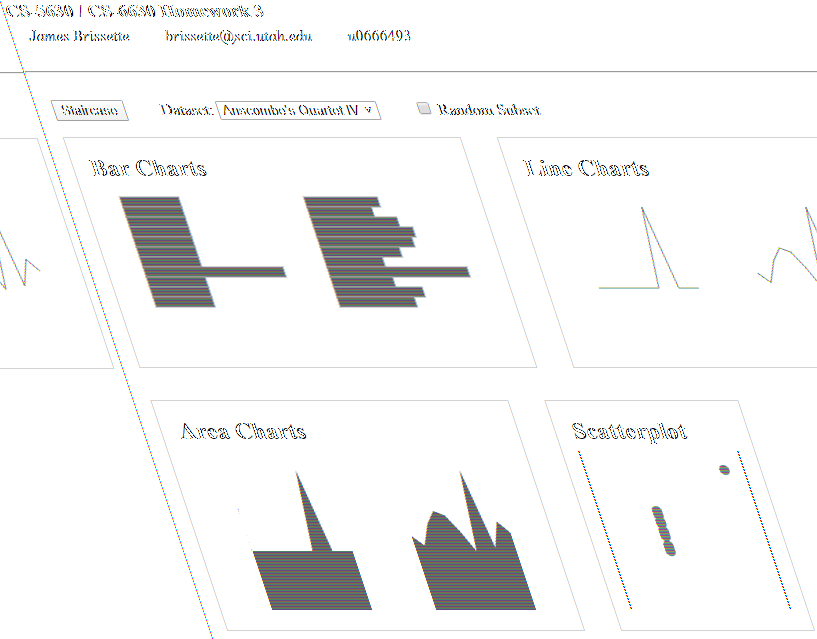 CS-5630 / CS-6630 Homework 3
James Brissette brissette@sci.utah.edu u0666493
Staircase Dataset: Anscombe's Quartet IV Random Subset
Bar Charts Line Charts
Area Charts Scatterplot